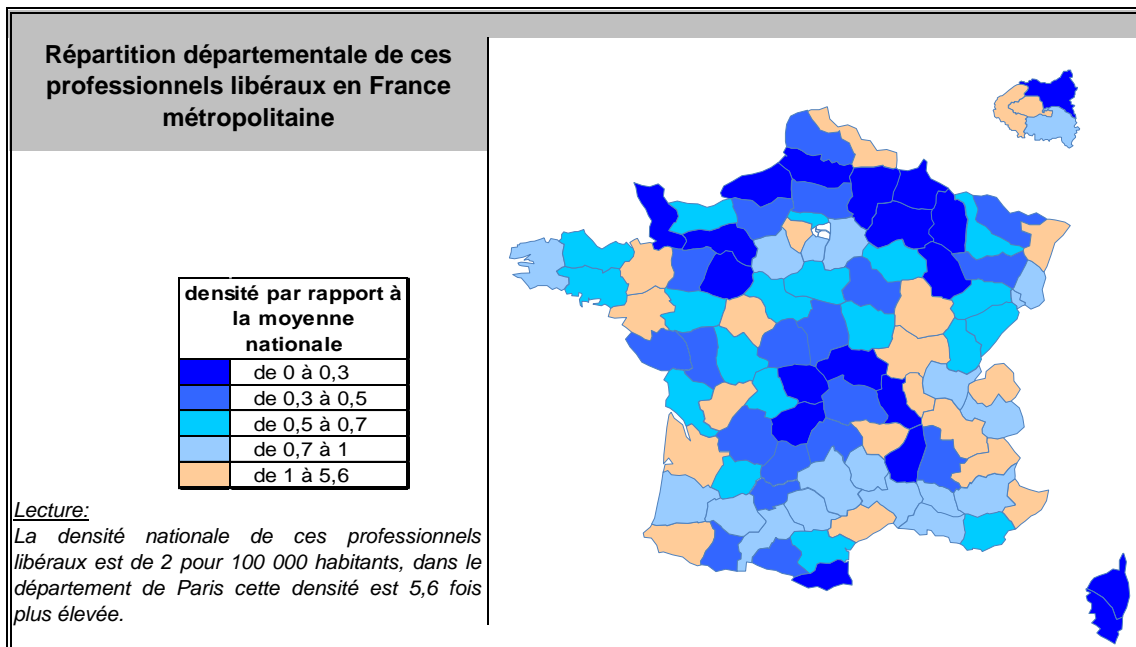 Répartition départementale de ces
professionnels libéraux en France
métropolitaine
densité par rapport à
la moyenne
nationale
de 0 à 0,3
de 0,3 à 0,5
de 0,5 à 0,7
de 0,7 à 1
de 1 à 5,6
Lecture:
La densité nationale de ces professionnels
libéraux est de 2 pour 100 000 habitants, dans le
département de Paris cette densité est 5,6 fois
plus élevée.